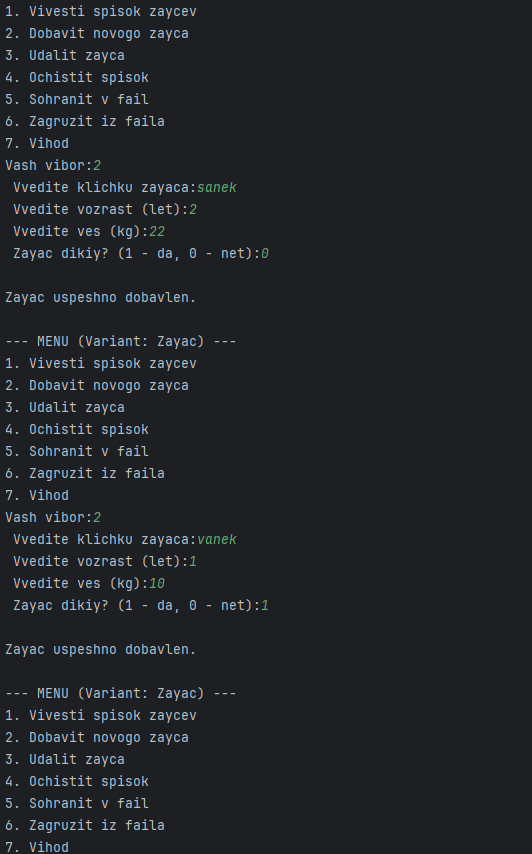 1. Vivesti spisok zaycev
2. Dobavit novogo zayca
3. Udalit zayca
4. Ochistit spisok
5. Sohranit v fail
6. Zagruzit iz faila
7. Vihod
Vash vibor:2
Vvedite klichku zayaca:sanek
Vvedite vozrast (let):2
Vvedite ves (kg):22
Zayac dikiy? (1 - da, 0 - net):0
Zayac uspeshno dobavlen.
--- MENU (Variant: Zayac) ---
1. Vivesti spisok zaycev
2. Dobavit novogo zayca
3. Udalit zayca
4. Ochistit spisok
5. Sohranit v fail
6. Zagruzit iz faila
7. Vihod
Vash vibor:2
Vvedite klichku zayaca:vanek
Vvedite vozrast (let):1
Vvedite ves (kg):10
Zayac dikiy? (1 - da, 0 - net):1
Zayac uspeshno dobavlen.
--- MENU (Variant: Zayac) ---
1. Vivesti spisok zaycev
2. Dobavit novogo zayca
3. Udalit zayca
4. Ochistit spisok
5. Sohranit v fail
6. Zagruzit iz faila
7. Vihod